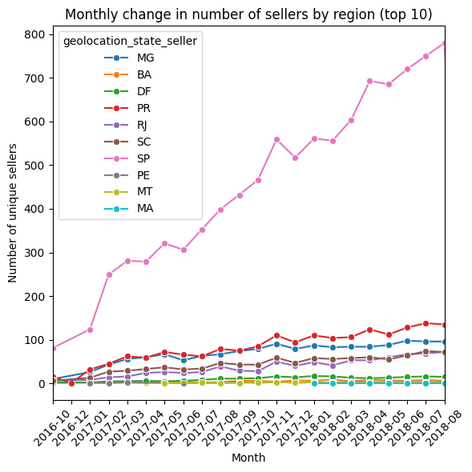 Monthly change in number of sellers by region (top 10)
geolocation_state_seller
MG
BA
DF
PR
RJ
SC
SP
PE
MT
MA
Number of unique sellers
800
700
600
500
400
300
200
100
0
2016-10
2016-12
2017-01
2017-02
2017-03
2017-04
2017-05
2017-06
2017-07
2017-08
2017-09
2017-10
2017-11
2017-12
2018-01
2018-02
2018-03
2018-04
2018-05
2018-06
2018-07
2018-08
Month